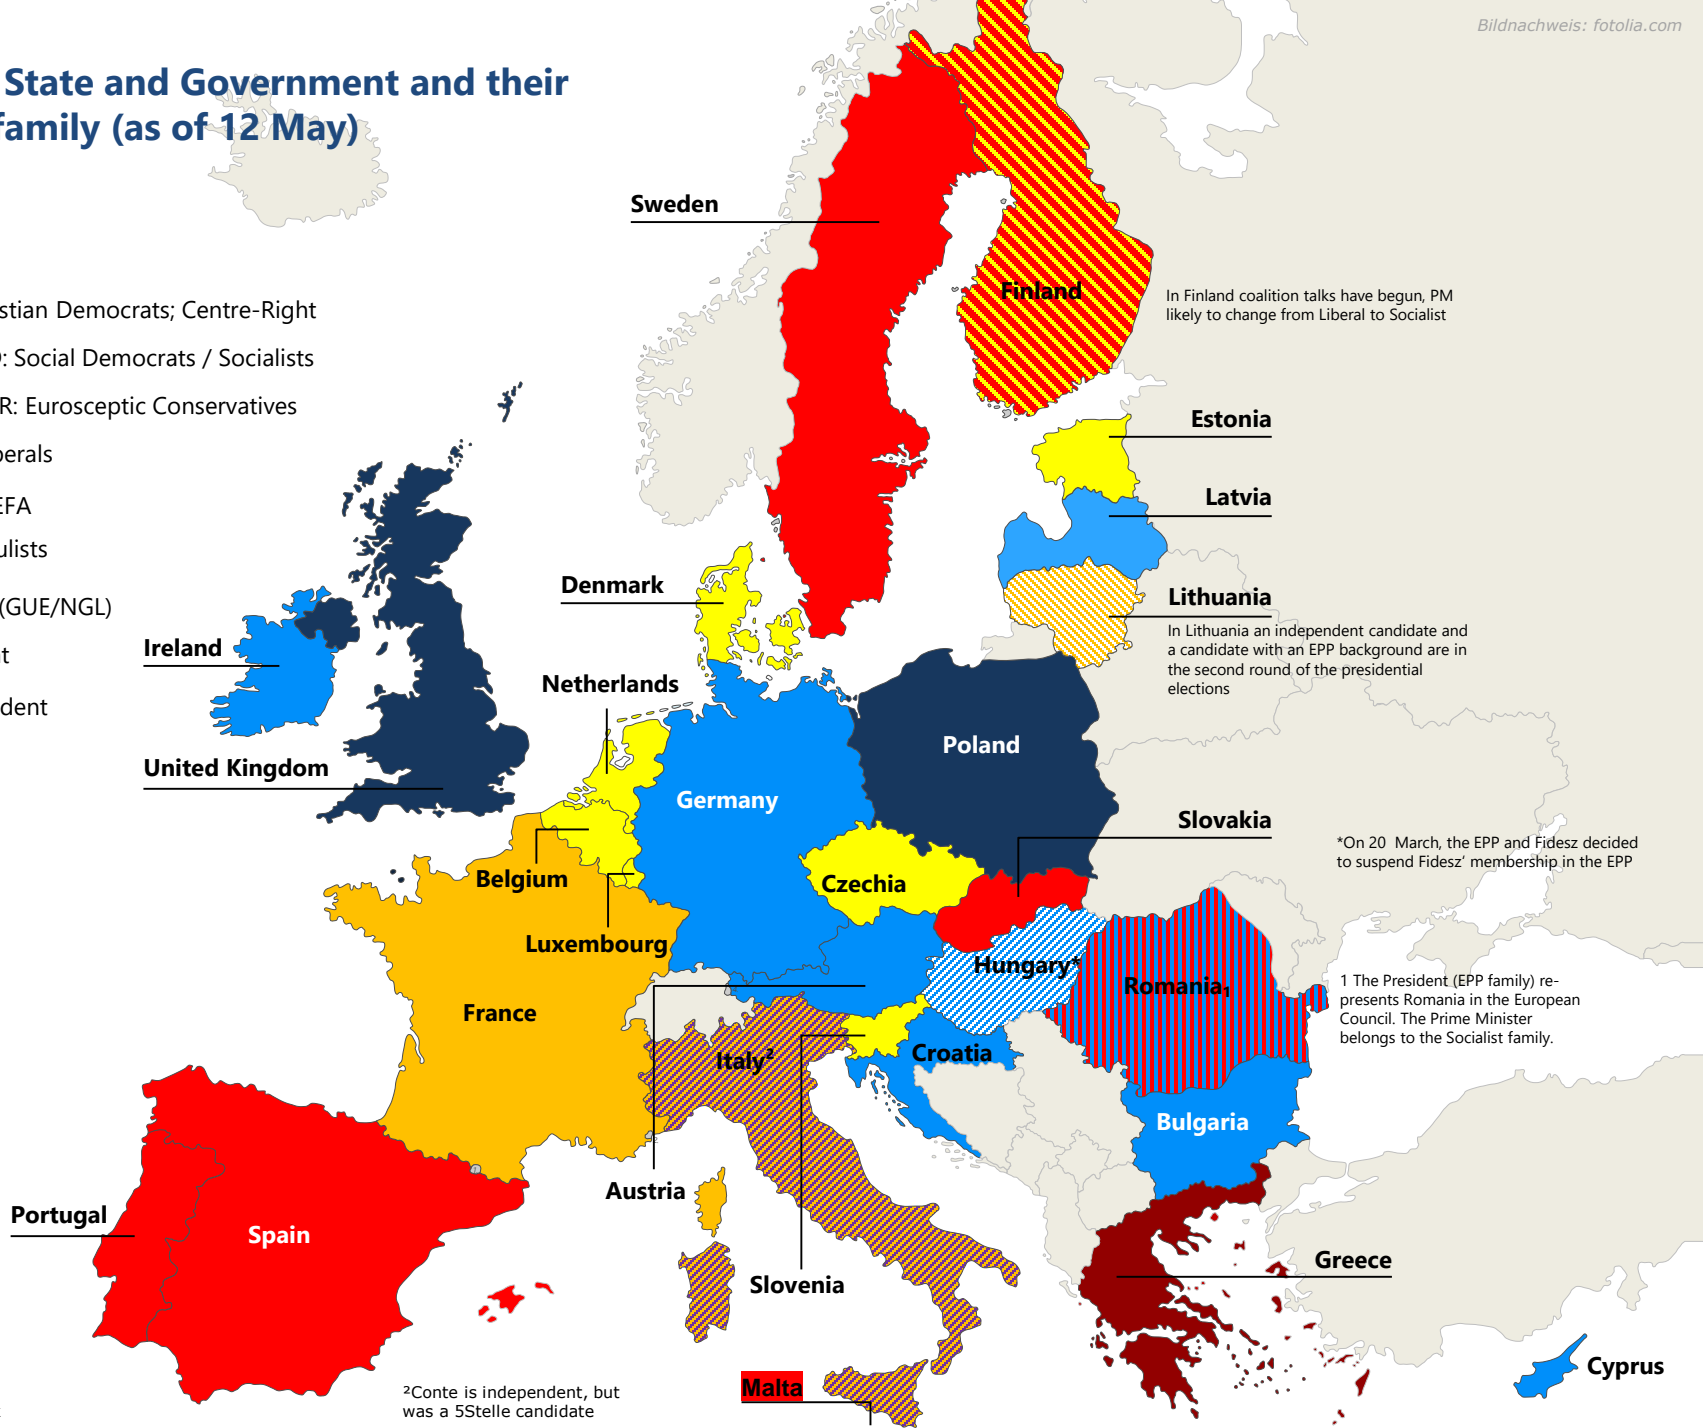 Bildnachweis: fotolia.com
State and Government and their
family (as of 12 May)
Sweden
Finland
In Finland coalition talks have begun, PM
likely to change from Liberal to Socialist
stian Democrats; Centre-Right
: Social Democrats / Socialists
R: Eurosceptic Conservatives
Estonia
perals
Latvia
EFA
ulists
Denmark
Lithuania
(GUE/NGL)
In Lithuania an independent candidate and
a candidate with an EPP background are in
the second round of the presidential
elections
Ireland
t
Netherlands
dent
Poland
United Kingdom
Germany
Slovakia
*On 20 March, the EPP and Fidesz decided
to suspend Fidesz‘ membership in the EPP
Belgium
Czechia
Luxembourg
Hungary*
Romania1
1 The President (EPP family) re-
presents Romania in the European
Council. The Prime Minister
belongs to the Socialist family.
France
Italy²
Croatia
Bulgaria
Austria
Portugal
Spain
Slovenia
Greece
Cyprus
Malta
²Conte is independent, but
was a 5Stelle candidate